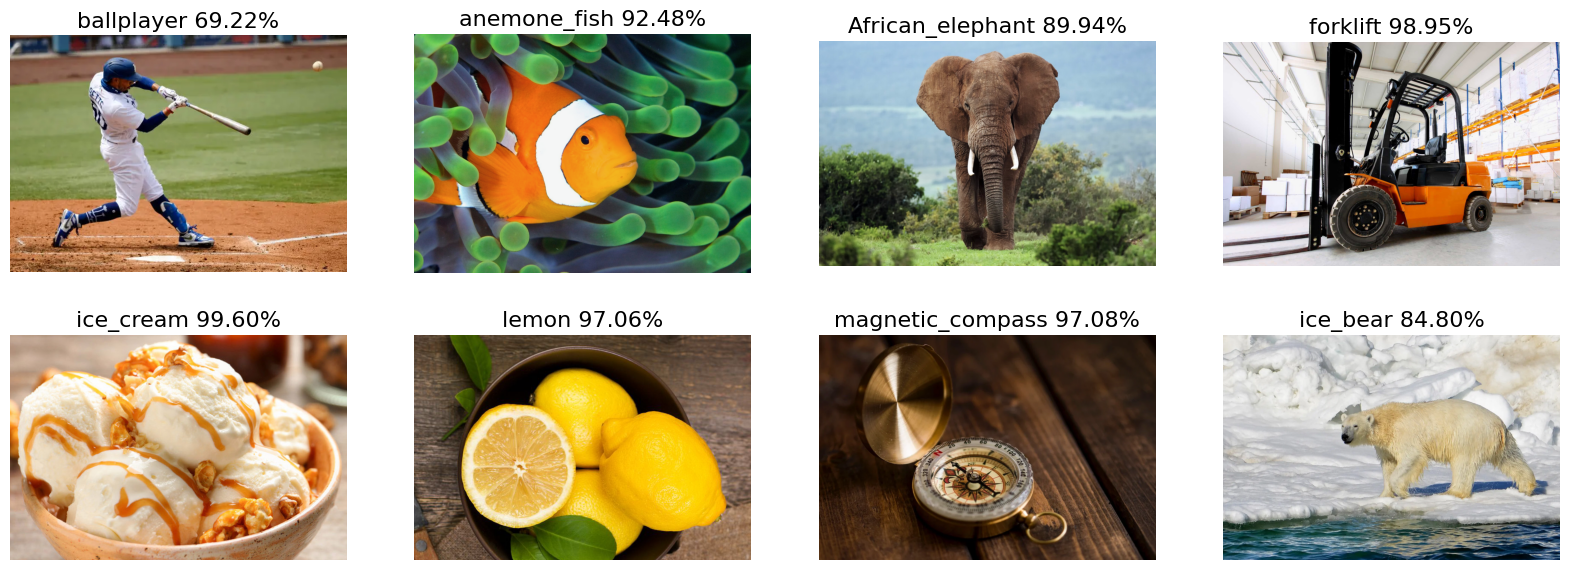 ballplayer 69.22%
anemone_fish 92.48%
African_elephant 89.94%
forklift 98.95%
ice_cream 99.60%
lemon 97.06%
magnetic_compass 97.08%
ice_bear 84.80%